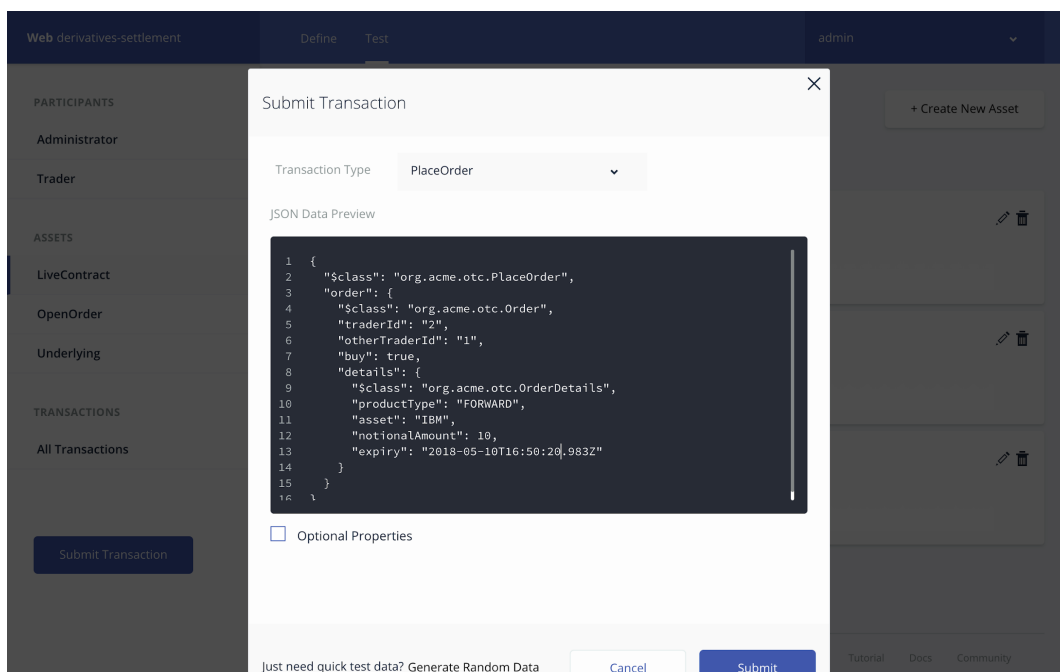 Web derivatives-settlement
Define
Test
admin
PARTICIPANTS
Administrator
Trader
ASSETS
LiveContract
OpenOrder
Underlying
TRANSACTIONS
All Transactions
Submit Transaction
+ Create New Asset
Submit Transaction
Transaction Type
PlaceOrder
JSON Data Preview
1 {
2 "$class": "org.acme.otc.PlaceOrder",
3 "order": {
4 "$class": "org.acme.otc.Order",
5 "traderId": "2",
6 "otherTraderId": "1",
7 "buy": true,
8 "details": {
9 "$class": "org.acme.otc.OrderDetails",
10 "productType": "FORWARD",
11 "asset": "IBM",
12 "notionalAmount": 10,
13 "expiry": "2018-05-10T16:50:20.983Z"
14 }
15 }
16 }
Optional Properties
Just need quick test data? Generate Random Data
Cancel
Submit
Tutorial
Docs
Community